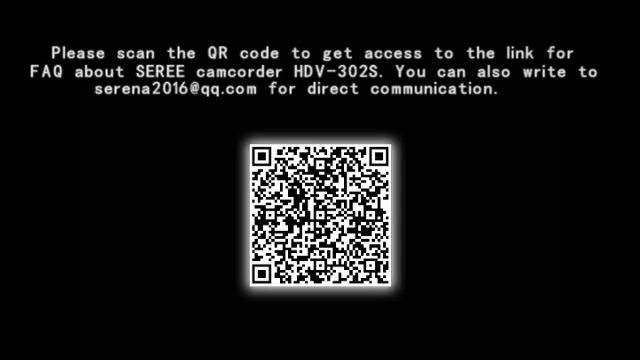 Please scan the QR code to get access to the link for
FAQ about SEREE camcorder HDV-302S. You can also write to
serena2016@qq.com for direct communication.